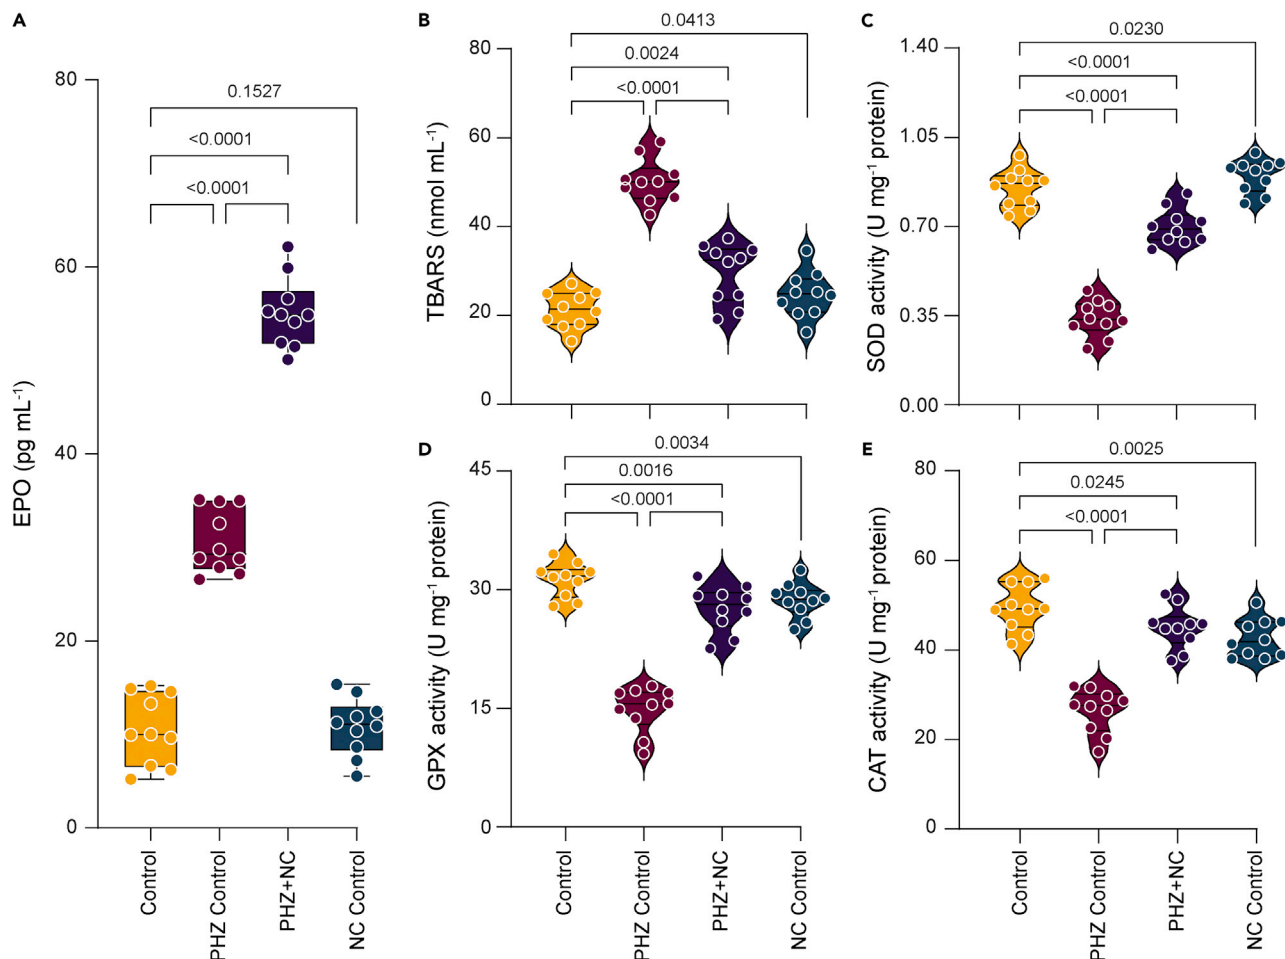 A
EPO (pg mL⁻¹)
80
60
40
20
0
0.1527
<0.0001
<0.0001
Control
PHZ Control
PHZ+NC
NC Control
B
TBARS (nmol mL⁻¹)
80
60
40
20
0
0.0413
0.0024
<0.0001
C
SOD activity (U mg⁻¹ protein)
1.40
1.05
0.70
0.35
0.00
0.0230
<0.0001
<0.0001
D
GPX activity (U mg⁻¹ protein)
45
30
15
0
0.0034
0.0016
<0.0001
Control
PHZ Control
PHZ+NC
NC Control
E
CAT activity (U mg⁻¹ protein)
80
60
40
20
0
0.0025
0.0245
<0.0001
Control
PHZ Control
PHZ+NC
NC Control